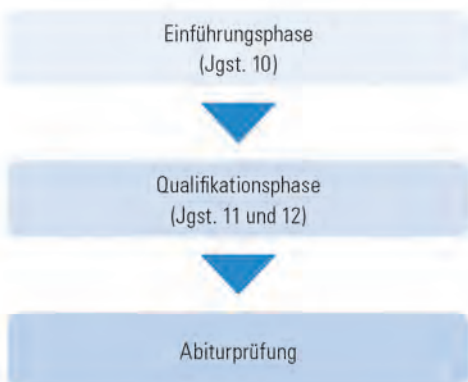 Einführungsphase
(Jgst. 10)
Qualifikationsphase
(Jgst. 11 und 12)
Abiturprüfung